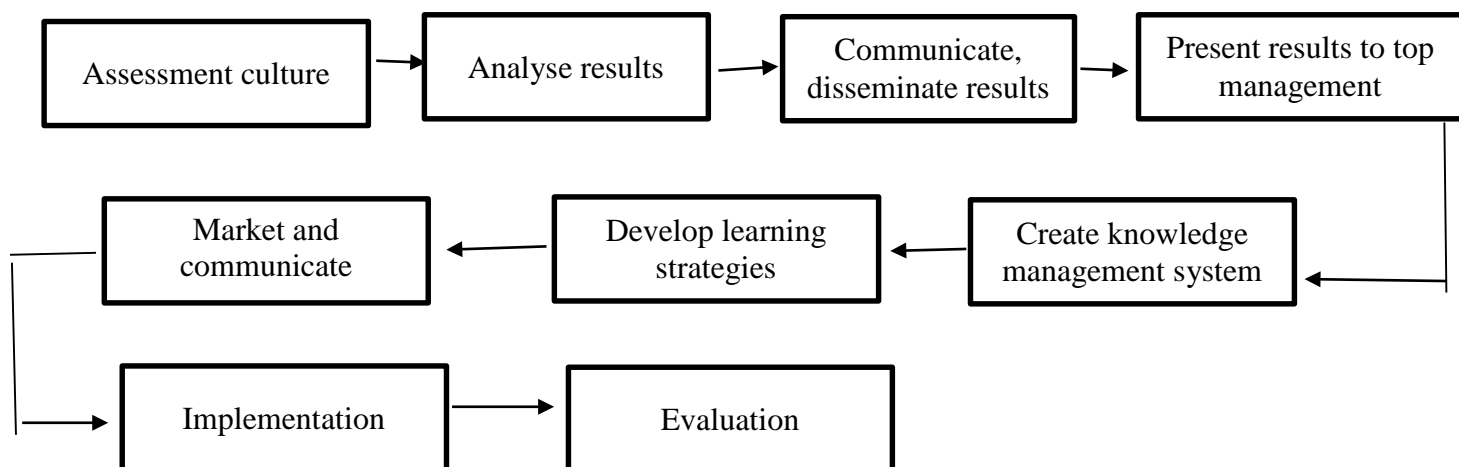 Assessment culture
Analyse results
Communicate,
disseminate results
Present results to top
management
Create knowledge
management system
Develop learning
strategies
Market and
communicate
Implementation
Evaluation